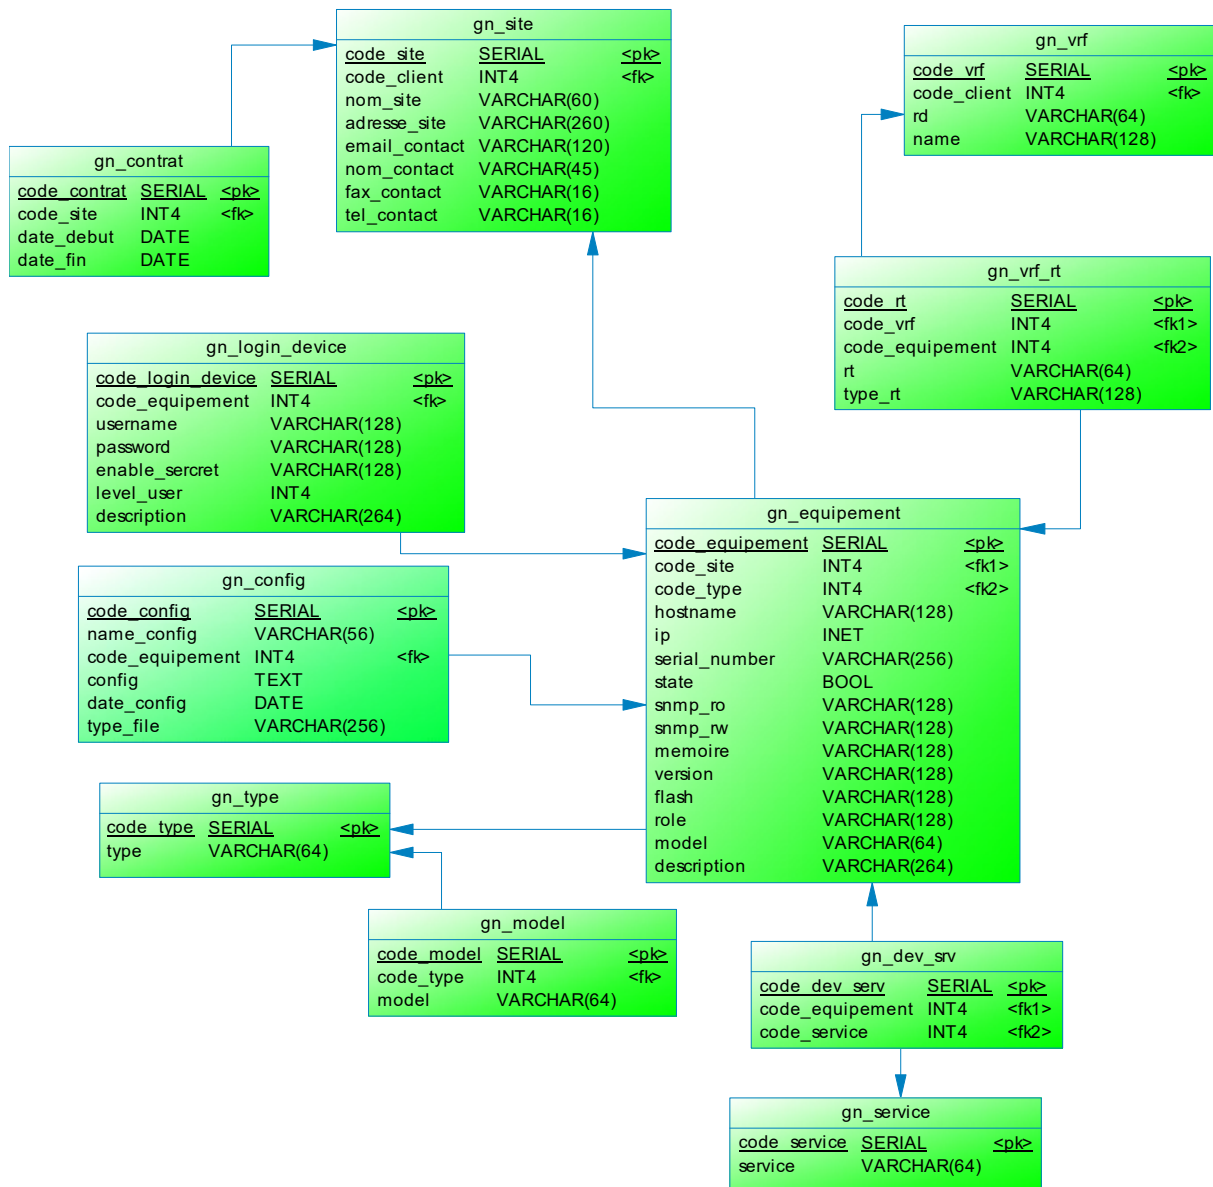 gn_site
code_site SERIAL <pk>
code_client INT4 <fk>
nom_site VARCHAR(60)
adresse_site VARCHAR(260)
email_contact VARCHAR(120)
nom_contact VARCHAR(45)
fax_contact VARCHAR(16)
tel_contact VARCHAR(16)
gn_vrf
code_vrf SERIAL <pk>
code_client INT4 <fk>
rd VARCHAR(64)
name VARCHAR(128)
gn_contrat
code_contrat SERIAL <pk>
code_site INT4 <fk>
date_debut DATE
date_fin DATE
gn_vrf_rt
code_rt SERIAL <pk>
code_vrf INT4 <fk1>
code_equipement INT4 <fk2>
rt VARCHAR(64)
type_rt VARCHAR(128)
gn_login_device
code_login_device SERIAL <pk>
code_equipement INT4 <fk>
username VARCHAR(128)
password VARCHAR(128)
enable_sercret VARCHAR(128)
level_user INT4
description VARCHAR(264)
gn_equipement
code_equipement SERIAL <pk>
code_site INT4 <fk1>
code_type INT4 <fk2>
hostname VARCHAR(128)
ip INET
serial_number VARCHAR(256)
state BOOL
snmp_ro VARCHAR(128)
snmp_rw VARCHAR(128)
memoire VARCHAR(128)
version VARCHAR(128)
flash VARCHAR(128)
role VARCHAR(128)
model VARCHAR(64)
description VARCHAR(264)
gn_config
code_config SERIAL <pk>
name_config VARCHAR(56)
code_equipement INT4 <fk>
config TEXT
date_config DATE
type_file VARCHAR(256)
gn_type
code_type SERIAL <pk>
type VARCHAR(64)
gn_model
code_model SERIAL <pk>
code_type INT4 <fk>
model VARCHAR(64)
gn_dev_srv
code_dev_serv SERIAL <pk>
code_equipement INT4 <fk1>
code_service INT4 <fk2>
gn_service
code_service SERIAL <pk>
service VARCHAR(64)